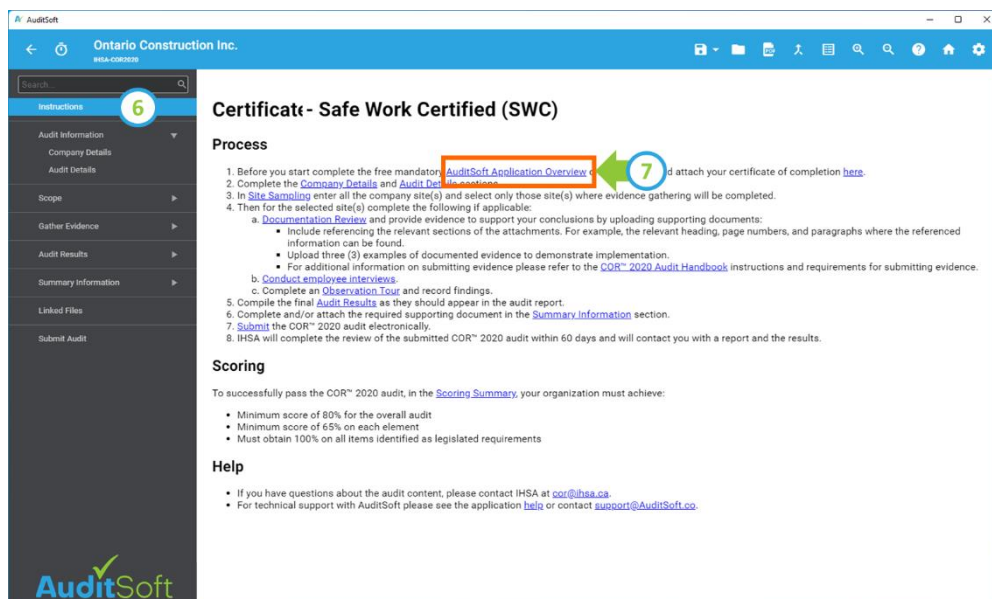 AuditSoft
Ontario Construction Inc.
IHSA-COR2020
Search...
Instructions
6
Audit Information
Company Details
Audit Details
Scope
Gather Evidence
Audit Results
Summary Information
Linked Files
Submit Audit
AuditSoft
Certificate - Safe Work Certified (SWC)
Process
1. Before you start complete the free mandatory AuditSoft Application Overview 7 d attach your certificate of completion here.
2. Complete the Company Details and Audit Details sections.
3. In Site Sampling enter all the company site(s) and select only those site(s) where evidence gathering will be completed.
4. Then for the selected site(s) complete the following if applicable:
a. Documentation Review and provide evidence to support your conclusions by uploading supporting documents:
▪ Include referencing the relevant sections of the attachments. For example, the relevant heading, page numbers, and paragraphs where the referenced
information can be found.
▪ Upload three (3) examples of documented evidence to demonstrate implementation.
▪ For additional information on submitting evidence please refer to the COR™ 2020 Audit Handbook instructions and requirements for submitting evidence.
b. Conduct employee interviews.
c. Complete an Observation Tour and record findings.
5. Compile the final Audit Results as they should appear in the audit report.
6. Complete and/or attach the required supporting document in the Summary Information section.
7. Submit the COR™ 2020 audit electronically.
8. IHSA will complete the review of the submitted COR™ 2020 audit within 60 days and will contact you with a report and the results.
Scoring
To successfully pass the COR™ 2020 audit, in the Scoring Summary, your organization must achieve:
• Minimum score of 80% for the overall audit
• Minimum score of 65% on each element
• Must obtain 100% on all items identified as legislated requirements
Help
• If you have questions about the audit content, please contact IHSA at cor@ihsa.ca.
• For technical support with AuditSoft please see the application help or contact support@AuditSoft.co.